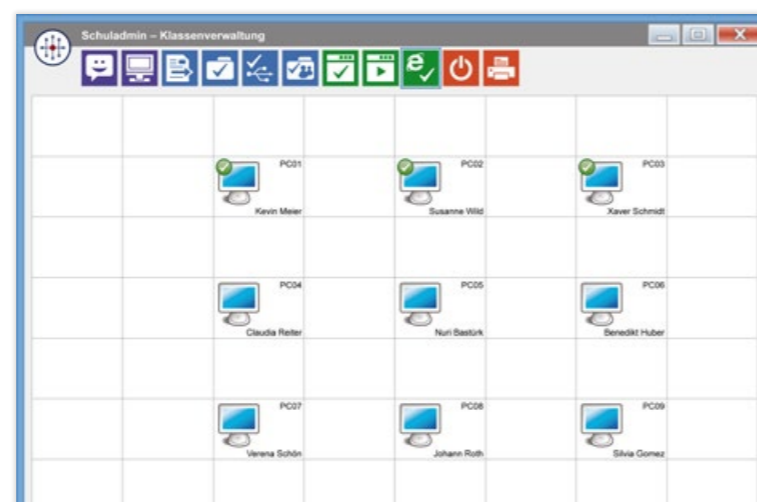 Schuladmin – Klassenverwaltung
PC01 PC02 PC03
Kevin Meier Susanne Wild Xaver Schmidt
PC04 PC05 PC06
Claudia Reiter Nuri Bastürk Benedikt Huber
PC07 PC08 PC09
Verena Schön Johann Roth Silvia Gomez